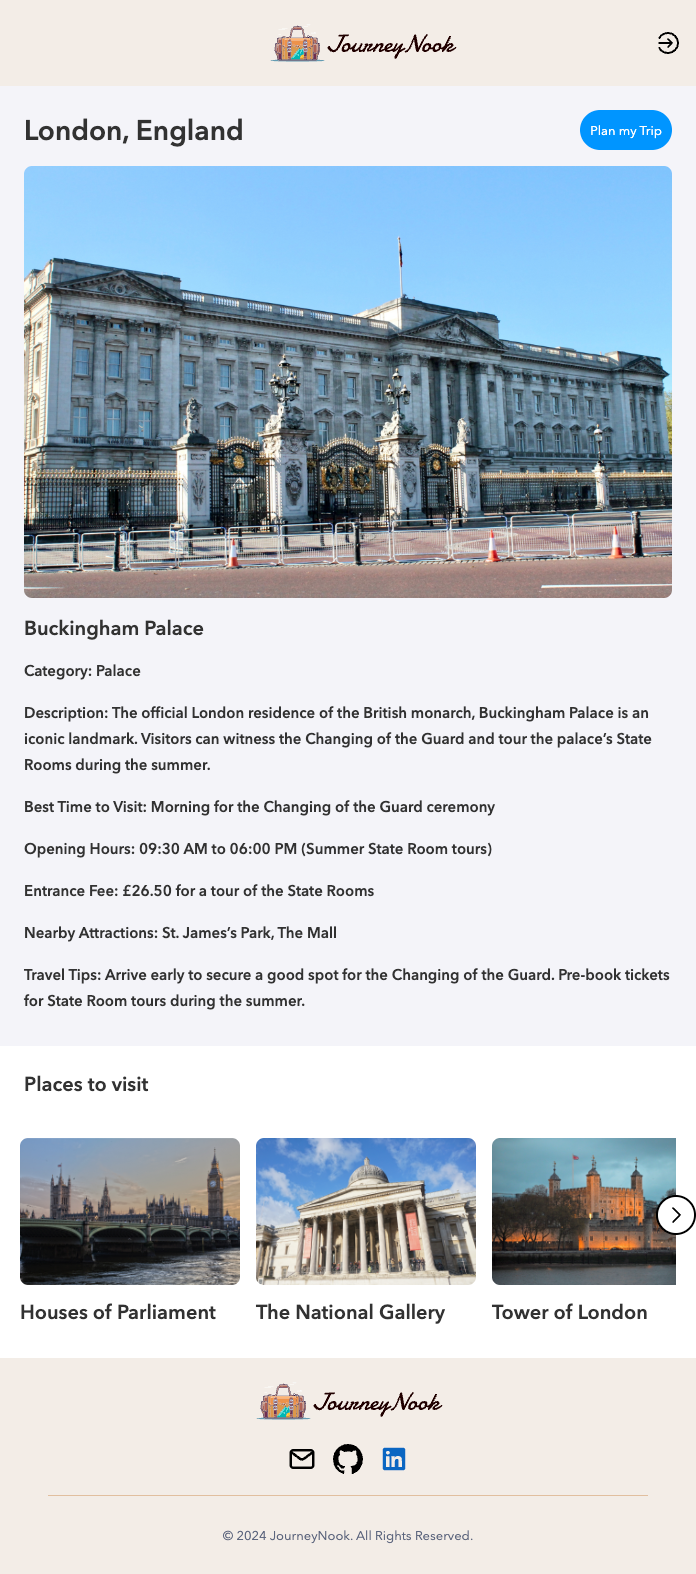 JourneyNook
London, England
Plan my Trip
Buckingham Palace
Category: Palace
Description: The official London residence of the British monarch, Buckingham Palace is an
iconic landmark. Visitors can witness the Changing of the Guard and tour the palace’s State
Rooms during the summer.
Best Time to Visit: Morning for the Changing of the Guard ceremony
Opening Hours: 09:30 AM to 06:00 PM (Summer State Room tours)
Entrance Fee: £26.50 for a tour of the State Rooms
Nearby Attractions: St. James’s Park, The Mall
Travel Tips: Arrive early to secure a good spot for the Changing of the Guard. Pre-book tickets
for State Room tours during the summer.
Places to visit
Houses of Parliament
The National Gallery
Tower of London
JourneyNook
in
© 2024 JourneyNook. All Rights Reserved.